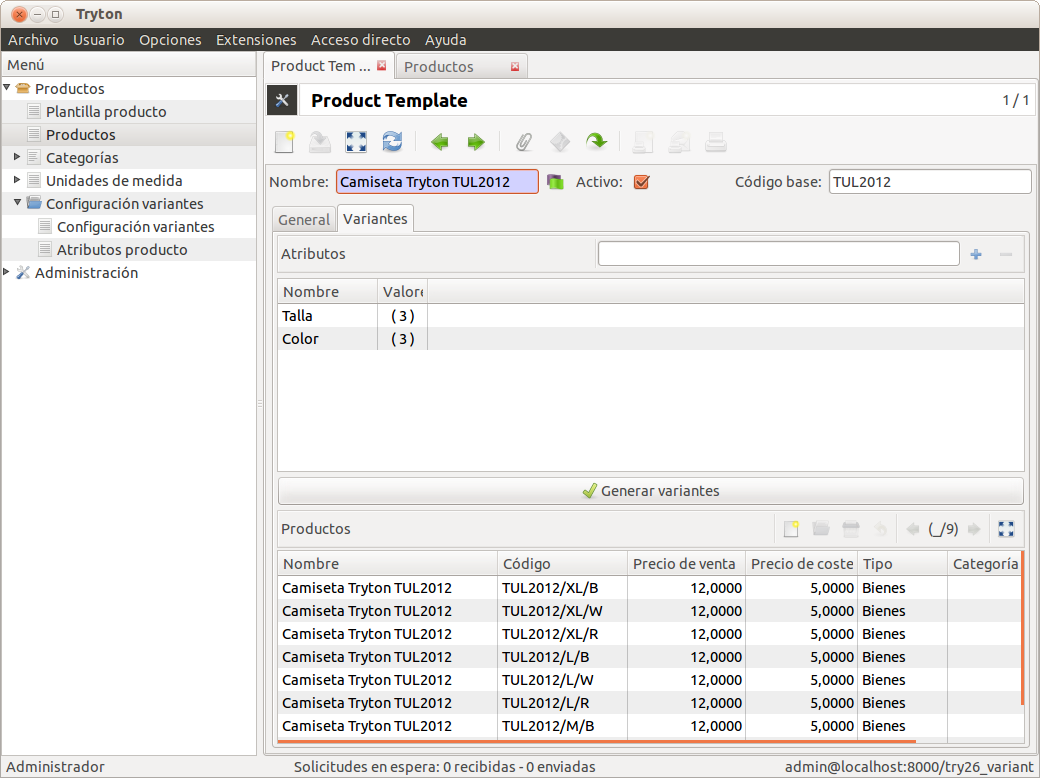 Tryton
Archivo Usuario Opciones Extensiones Acceso directo Ayuda
Menú
Productos
Plantilla producto
Productos
Categorías
Unidades de medida
Configuración variantes
Configuración variantes
Atributos producto
Administración
Product Tem ... Productos
Product Template 1 / 1
Nombre: Camiseta Tryton TUL2012 Activo: Código base: TUL2012
General Variantes
Atributos
Nombre Valore
Talla ( 3 )
Color ( 3 )
Generar variantes
Productos (_/9)
Nombre Código Precio de venta Precio de coste Tipo Categoría
Camiseta Tryton TUL2012 TUL2012/XL/B 12,0000 5,0000 Bienes
Camiseta Tryton TUL2012 TUL2012/XL/W 12,0000 5,0000 Bienes
Camiseta Tryton TUL2012 TUL2012/XL/R 12,0000 5,0000 Bienes
Camiseta Tryton TUL2012 TUL2012/L/B 12,0000 5,0000 Bienes
Camiseta Tryton TUL2012 TUL2012/L/W 12,0000 5,0000 Bienes
Camiseta Tryton TUL2012 TUL2012/L/R 12,0000 5,0000 Bienes
Camiseta Tryton TUL2012 TUL2012/M/B 12,0000 5,0000 Bienes
Administrador Solicitudes en espera: 0 recibidas - 0 enviadas admin@localhost:8000/try26_variant